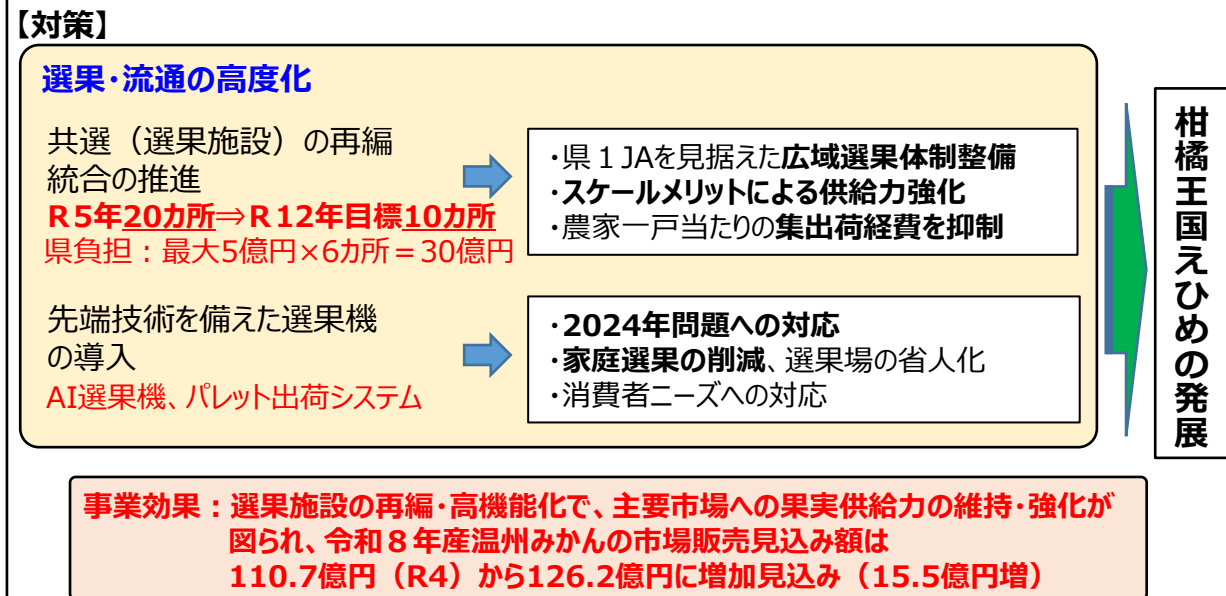 【対策】
選果・流通の高度化
共選（選果施設）の再編
統合の推進
R5年20カ所⇒R12年目標10カ所
県負担：最大5億円×6カ所＝30億円
・県１JAを見据えた広域選果体制整備
・スケールメリットによる供給力強化
・農家一戸当たりの集出荷経費を抑制
先端技術を備えた選果機
の導入
AI選果機、パレット出荷システム
・2024年問題への対応
・家庭選果の削減、選果場の省人化
・消費者ニーズへの対応
柑橘王国えひめの発展
事業効果：選果施設の再編・高機能化で、主要市場への果実供給力の維持・強化が
図られ、令和８年産温州みかんの市場販売見込み額は
110.7億円（R4）から126.2億円に増加見込み（15.5億円増）